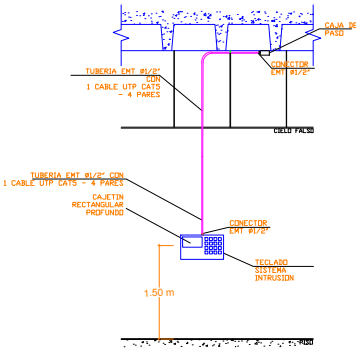 CAJA DE
PASO
CONECTOR
EMT ø1/2"
TUBERIA EMT ø1/2"
CON
1 CABLE UTP CAT5
- 4 PARES
CIELO FALSO
TUBERIA EMT ø1/2" CON
1 CABLE UTP CAT5 - 4 PARES
CAJETIN
RECTANGULAR
PROFUNDO
CONECTOR
EMT ø1/2"
TECLADO
SISTEMA
INTRUSION
1.50 m
PISO